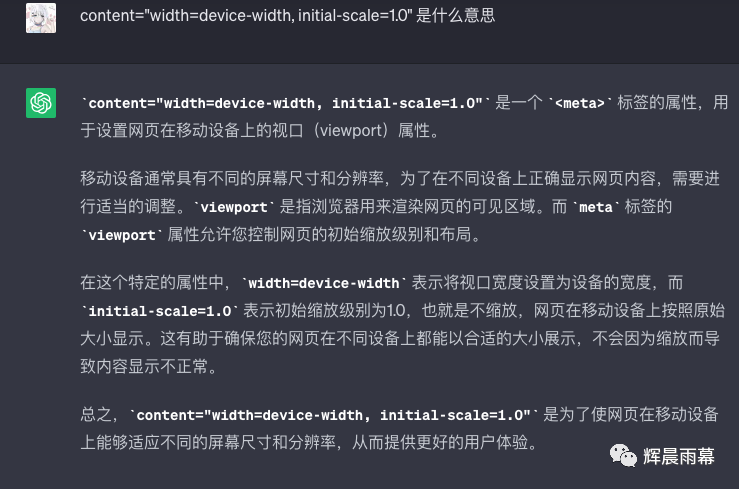 content="width=device-width, initial-scale=1.0" 是什么意思
`content="width=device-width, initial-scale=1.0"` 是一个 `<meta>` 标签的属性，用
于设置网页在移动设备上的视口（viewport）属性。
移动设备通常具有不同的屏幕尺寸和分辨率，为了在不同设备上正确显示网页内容，需要进
行适当的调整。`viewport` 是指浏览器用来渲染网页的可见区域。而 `meta` 标签的
`viewport` 属性允许您控制网页的初始缩放级别和布局。
在这个特定的属性中，`width=device-width` 表示将视口宽度设置为设备的宽度，而
`initial-scale=1.0` 表示初始缩放级别为1.0，也就是不缩放，网页在移动设备上按照原始
大小显示。这有助于确保您的网页在不同设备上都能以合适的大小展示，不会因为缩放而导
致内容显示不正常。
总之，`content="width=device-width, initial-scale=1.0"` 是为了使网页在移动设备
上能够适应不同的屏幕尺寸和分辨率，从而提供更好的用户体验。
辉晨雨幕